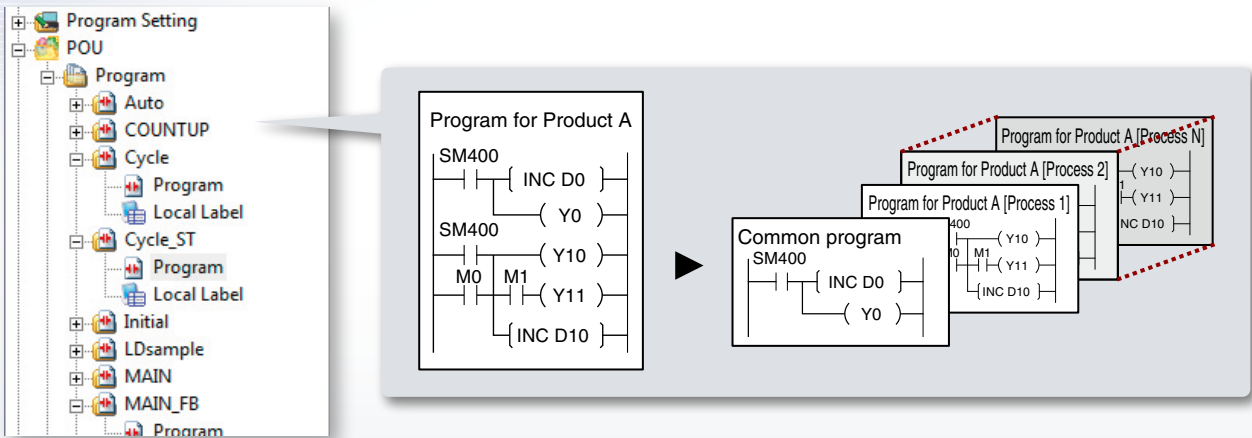 Program Setting
POU
Program
Auto
COUNTUP
Cycle
Program
Local Label
Cycle_ST
Program
Local Label
Initial
LDsample
MAIN
MAIN_FB
Program
Program for Product A
SM400
INC D0
Y0
SM400
Y10
M0 M1
Y11
INC D10
Common program
SM400
INC D0
Y0
Program for Product A [Process 1]
400
Y10
M0 M1
Y11
INC D10
Program for Product A [Process 2]
Program for Product A [Process N]
Y10
1
Y11
NC D10